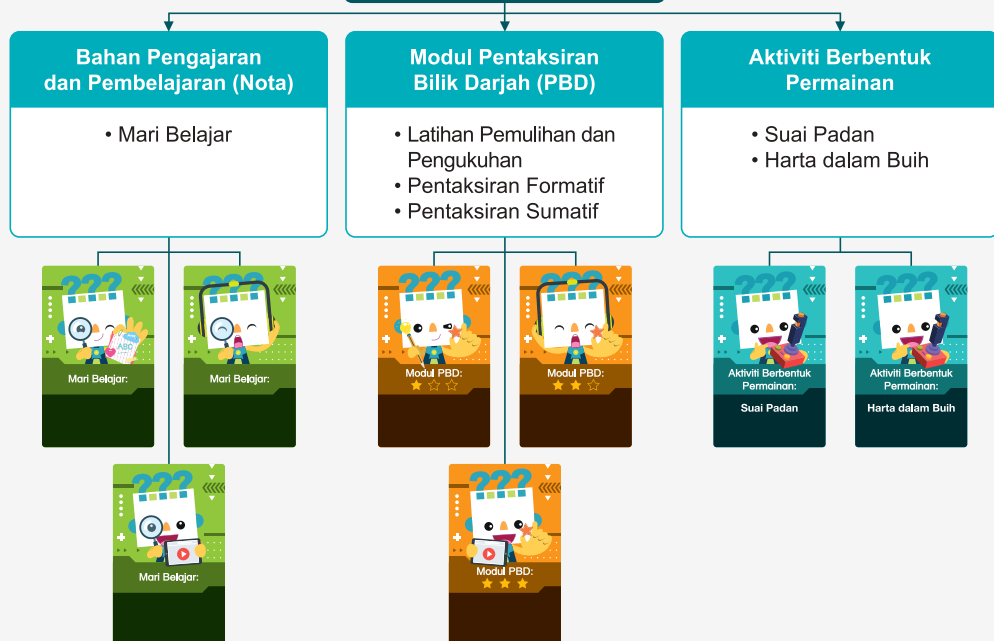 Bahan Pengajaran
dan Pembelajaran (Nota)
• Mari Belajar
Modul Pentaksiran
Bilik Darjah (PBD)
• Latihan Pemulihan dan
Pengukuhan
• Pentaksiran Formatif
• Pentaksiran Sumatif
Aktiviti Berbentuk
Permainan
• Suai Padan
• Harta dalam Buih
???
ABC
Mari Belajar:
???
Mari Belajar:
???
Mari Belajar:
???
Modul PBD:
???
Modul PBD:
???
Modul PBD:
???
Aktiviti Berbentuk
Permainan:
Suai Padan
???
Aktiviti Berbentuk
Permainan:
Harta dalam Buih